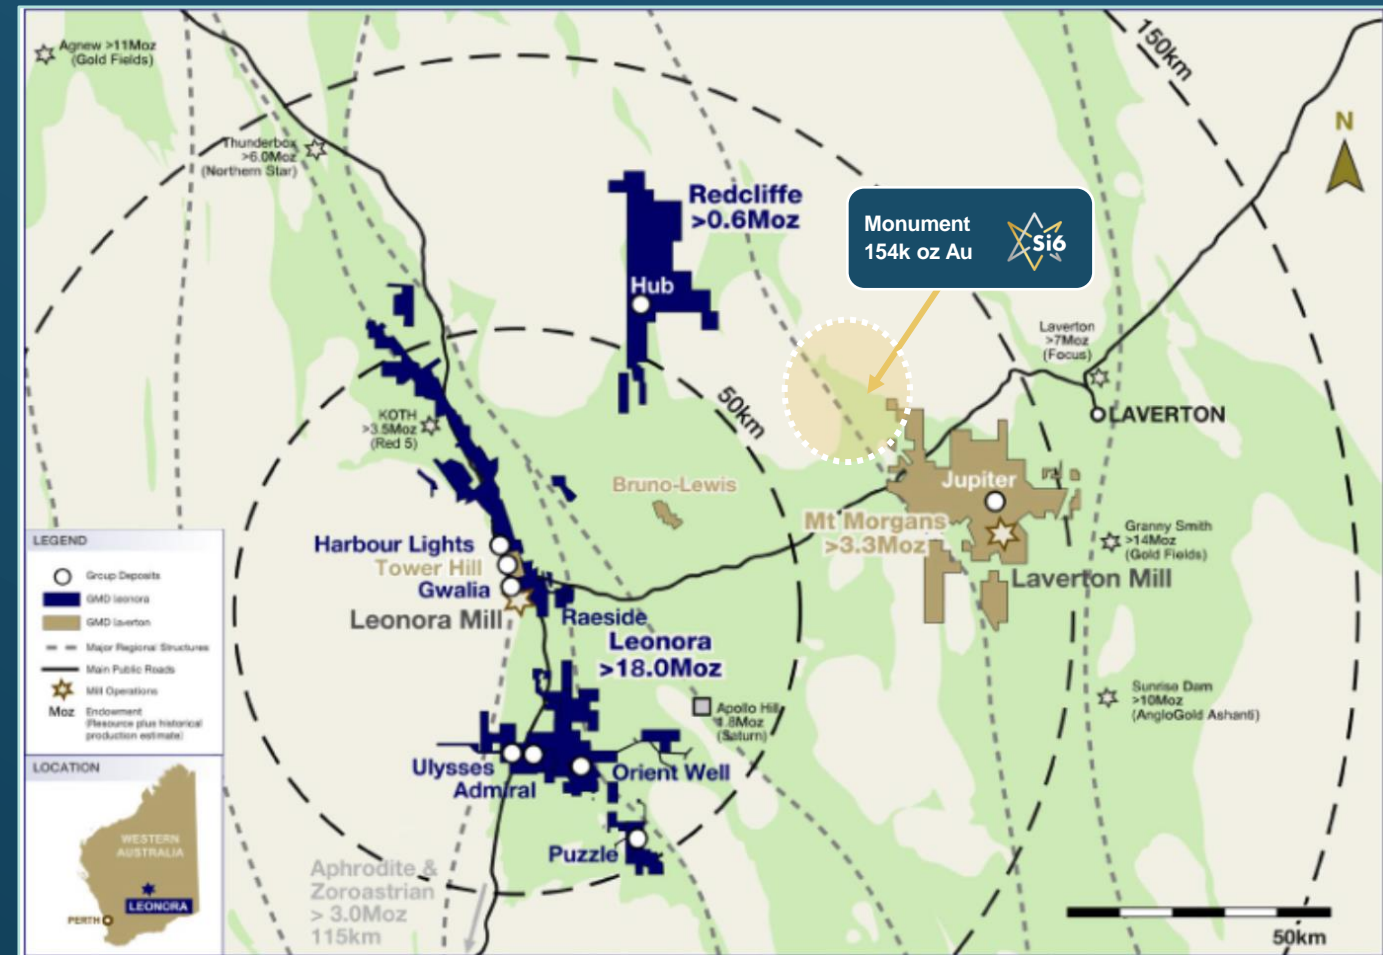 Agnew >11Moz
(Gold Fields)
150km
N
Thunderbox
>6.0Moz
(Northern Star)
Redcliffe
>0.6Moz
Monument
154k oz Au
Si6
Hub
Laverton
>7Moz
(Focus)
50km
LAVERTON
KOTH
>3.5Moz
(Red 5)
Bruno-Lewis
Jupiter
Mt Morgans
>3.3Moz
Granny Smith
>14Moz
(Gold Fields)
Laverton Mill
Harbour Lights
Tower Hill
Gwalia
Leonora Mill
Raeside
Leonora
>18.0Moz
Sunrise Dam
>10Moz
(AngloGold Ashanti)
Apollo Hill
1.8Moz
(Saturn)
Ulysses
Admiral
Orient Well
Puzzle
Aphrodite &
Zoroastrian
> 3.0Moz
115km
50km
LEGEND
Group Deposits
GMD leonora
GMD laverton
Major Regional Structures
Main Public Roads
Mill Operations
Moz Endowment
(Resource plus historical
production estimate)
LOCATION
WESTERN
AUSTRALIA
LEONORA
PERTH